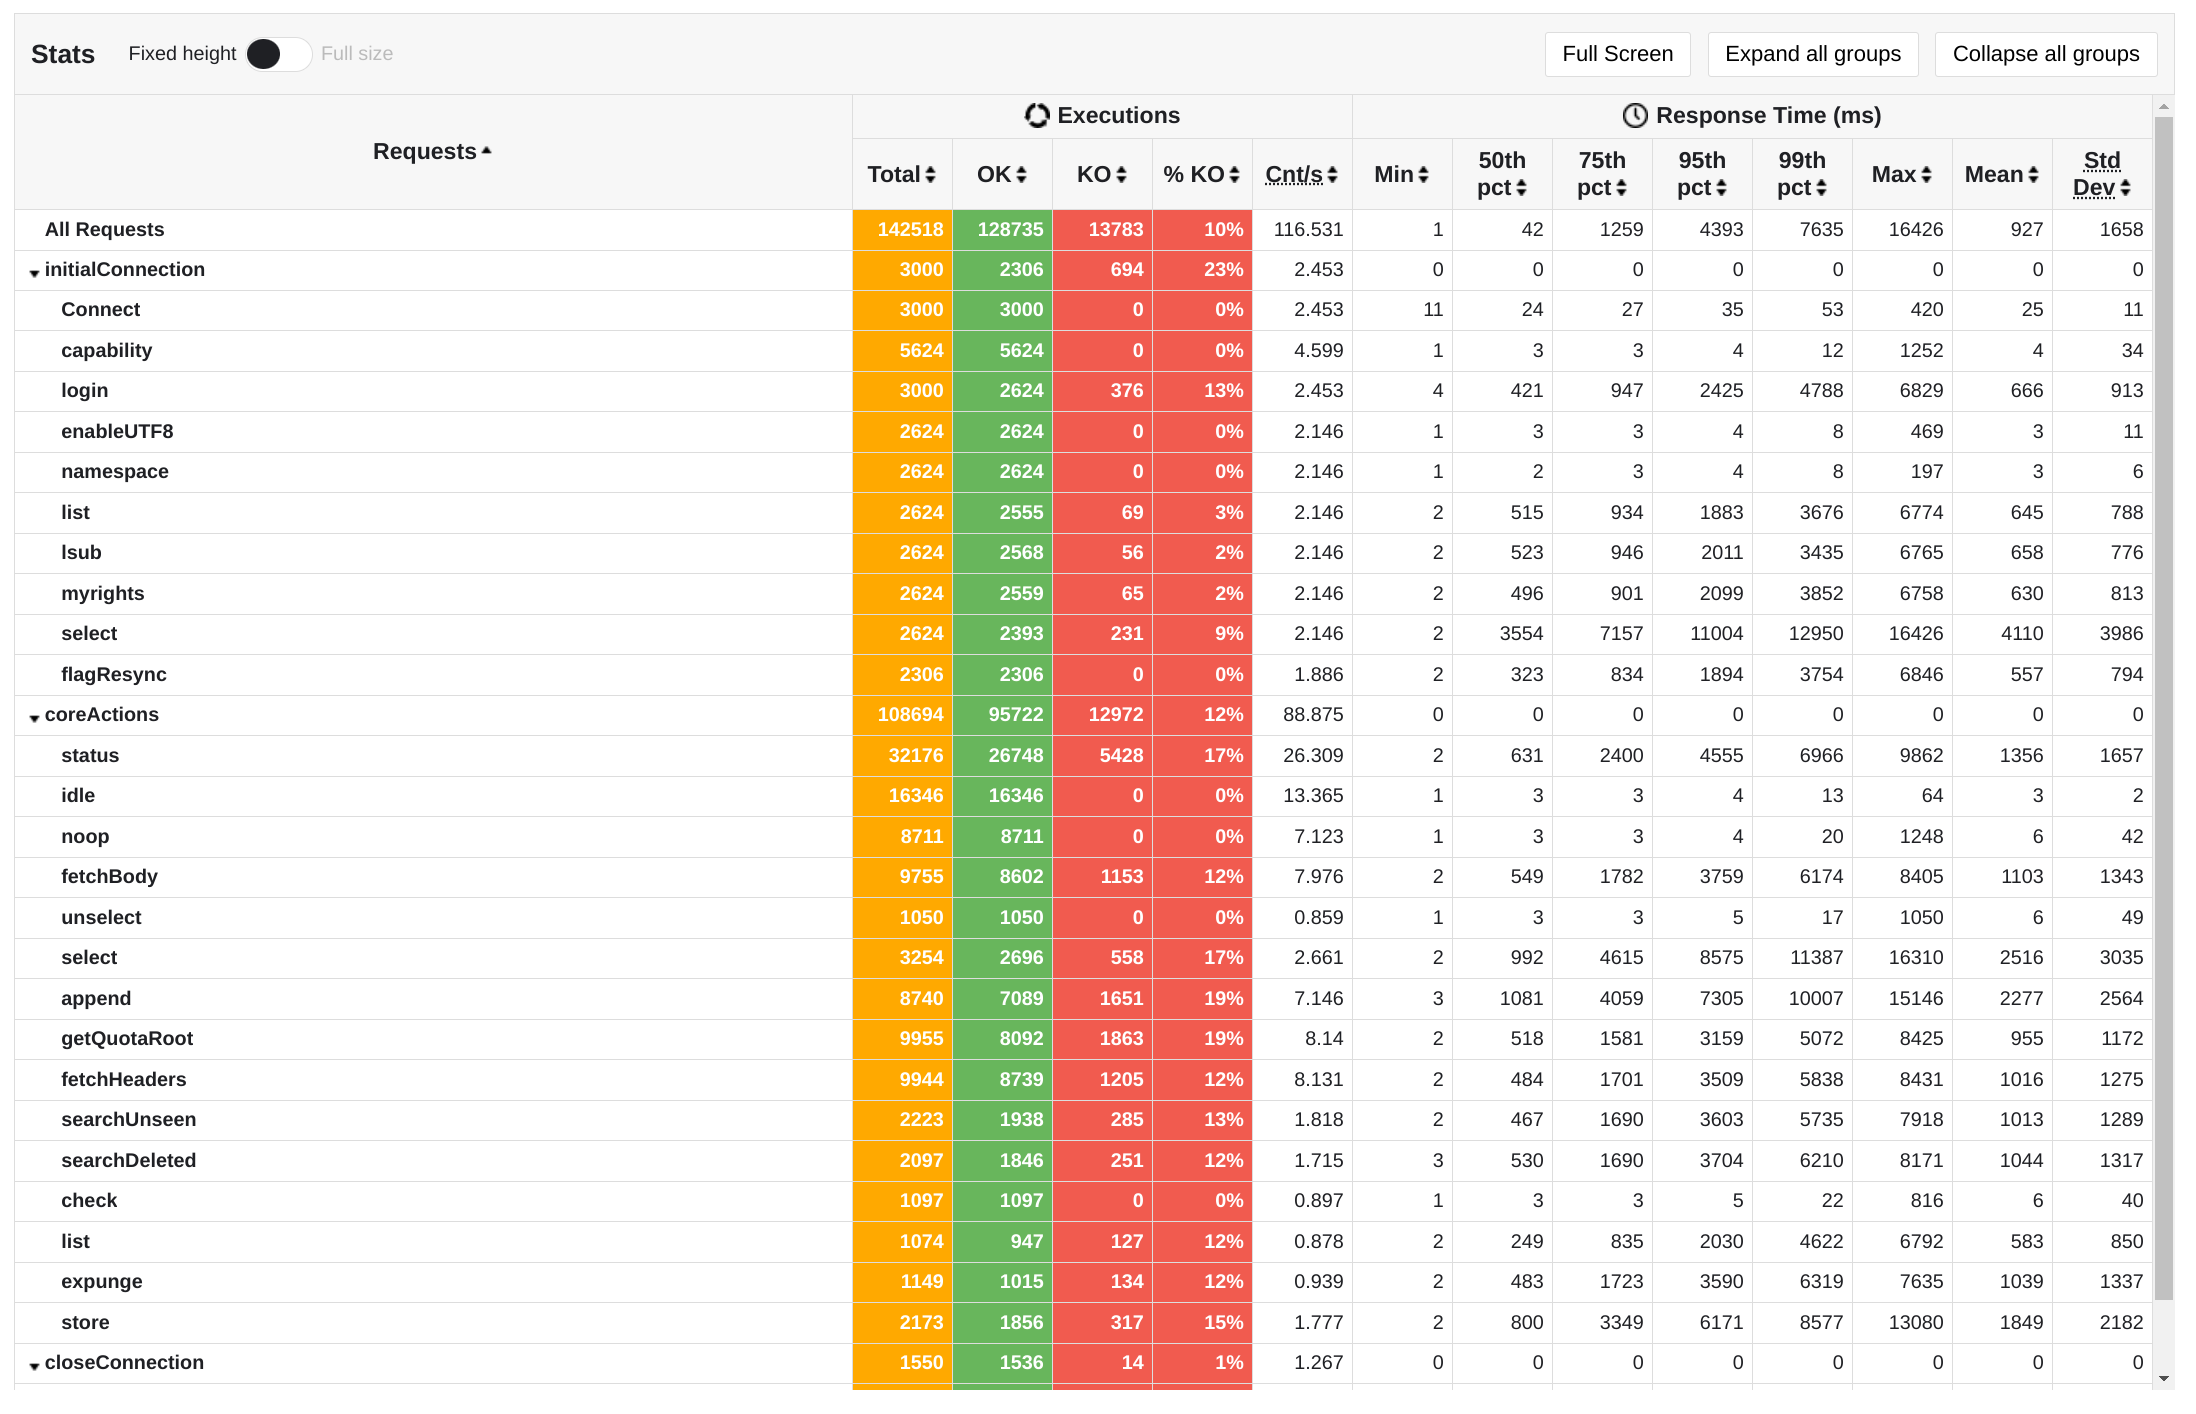 Stats Fixed height Full size Full Screen Expand all groups Collapse all groups
Requests Executions Response Time (ms)
Total OK KO % KO Cnt/s Min 50th pct 75th pct 95th pct 99th pct Max Mean Std Dev
All Requests 142518 128735 13783 10% 116.531 1 42 1259 4393 7635 16426 927 1658
initialConnection 3000 2306 694 23% 2.453 0 0 0 0 0 0 0 0
Connect 3000 3000 0 0% 2.453 11 24 27 35 53 420 25 11
capability 5624 5624 0 0% 4.599 1 3 3 4 12 1252 4 34
login 3000 2624 376 13% 2.453 4 421 947 2425 4788 6829 666 913
enableUTF8 2624 2624 0 0% 2.146 1 3 3 4 8 469 3 11
namespace 2624 2624 0 0% 2.146 1 2 3 4 8 197 3 6
list 2624 2555 69 3% 2.146 2 515 934 1883 3676 6774 645 788
lsub 2624 2568 56 2% 2.146 2 523 946 2011 3435 6765 658 776
myrights 2624 2559 65 2% 2.146 2 496 901 2099 3852 6758 630 813
select 2624 2393 231 9% 2.146 2 3554 7157 11004 12950 16426 4110 3986
flagResync 2306 2306 0 0% 1.886 2 323 834 1894 3754 6846 557 794
coreActions 108694 95722 12972 12% 88.875 0 0 0 0 0 0 0 0
status 32176 26748 5428 17% 26.309 2 631 2400 4555 6966 9862 1356 1657
idle 16346 16346 0 0% 13.365 1 3 3 4 13 64 3 2
noop 8711 8711 0 0% 7.123 1 3 3 4 20 1248 6 42
fetchBody 9755 8602 1153 12% 7.976 2 549 1782 3759 6174 8405 1103 1343
unselect 1050 1050 0 0% 0.859 1 3 3 5 17 1050 6 49
select 3254 2696 558 17% 2.661 2 992 4615 8575 11387 16310 2516 3035
append 8740 7089 1651 19% 7.146 3 1081 4059 7305 10007 15146 2277 2564
getQuotaRoot 9955 8092 1863 19% 8.14 2 518 1581 3159 5072 8425 955 1172
fetchHeaders 9944 8739 1205 12% 8.131 2 484 1701 3509 5838 8431 1016 1275
searchUnseen 2223 1938 285 13% 1.818 2 467 1690 3603 5735 7918 1013 1289
searchDeleted 2097 1846 251 12% 1.715 3 530 1690 3704 6210 8171 1044 1317
check 1097 1097 0 0% 0.897 1 3 3 5 22 816 6 40
list 1074 947 127 12% 0.878 2 249 835 2030 4622 6792 583 850
expunge 1149 1015 134 12% 0.939 2 483 1723 3590 6319 7635 1039 1337
store 2173 1856 317 15% 1.777 2 800 3349 6171 8577 13080 1849 2182
closeConnection 1550 1536 14 1% 1.267 0 0 0 0 0 0 0 0